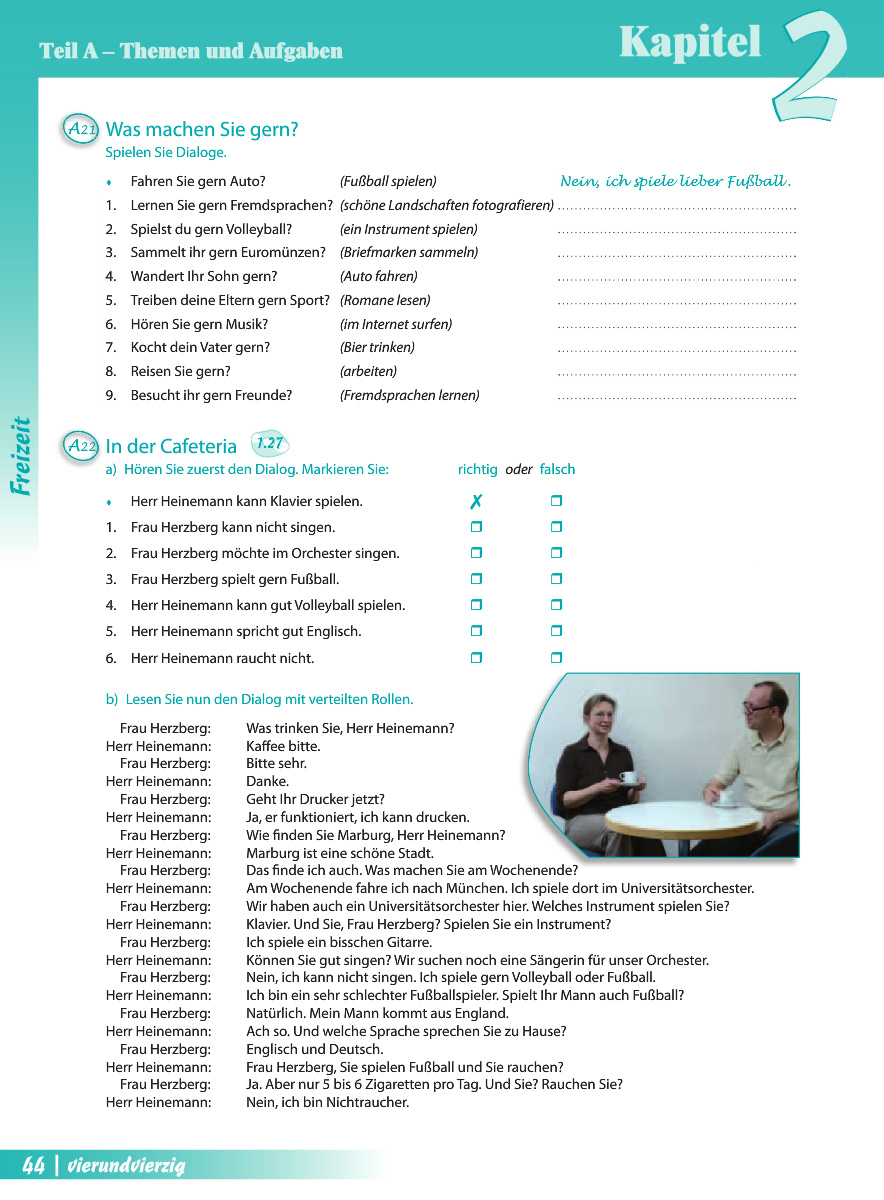 Teil A – Themen und Aufgaben
Kapitel 2
A21 Was machen Sie gern?
Spielen Sie Dialoge.
♦ Fahren Sie gern Auto? (Fußball spielen) Nein, ich spiele lieber Fußball.
1. Lernen Sie gern Fremdsprachen? (schöne Landschaften fotografieren)
2. Spielst du gern Volleyball? (ein Instrument spielen)
3. Sammelt ihr gern Euromünzen? (Briefmarken sammeln)
4. Wandert Ihr Sohn gern? (Auto fahren)
5. Treiben deine Eltern gern Sport? (Romane lesen)
6. Hören Sie gern Musik? (im Internet surfen)
7. Kocht dein Vater gern? (Bier trinken)
8. Reisen Sie gern? (arbeiten)
9. Besucht ihr gern Freunde? (Fremdsprachen lernen)
Freizeit
A22 In der Cafeteria 1.27
a) Hören Sie zuerst den Dialog. Markieren Sie: richtig oder falsch
♦ Herr Heinemann kann Klavier spielen. ✗ ❒
1. Frau Herzberg kann nicht singen. ❒ ❒
2. Frau Herzberg möchte im Orchester singen. ❒ ❒
3. Frau Herzberg spielt gern Fußball. ❒ ❒
4. Herr Heinemann kann gut Volleyball spielen. ❒ ❒
5. Herr Heinemann spricht gut Englisch. ❒ ❒
6. Herr Heinemann raucht nicht. ❒ ❒
b) Lesen Sie nun den Dialog mit verteilten Rollen.
Frau Herzberg: Was trinken Sie, Herr Heinemann?
Herr Heinemann: Kaffee bitte.
Frau Herzberg: Bitte sehr.
Herr Heinemann: Danke.
Frau Herzberg: Geht Ihr Drucker jetzt?
Herr Heinemann: Ja, er funktioniert, ich kann drucken.
Frau Herzberg: Wie finden Sie Marburg, Herr Heinemann?
Herr Heinemann: Marburg ist eine schöne Stadt.
Frau Herzberg: Das finde ich auch. Was machen Sie am Wochenende?
Herr Heinemann: Am Wochenende fahre ich nach München. Ich spiele dort im Universitätsorchester.
Frau Herzberg: Wir haben auch ein Universitätsorchester hier. Welches Instrument spielen Sie?
Herr Heinemann: Klavier. Und Sie, Frau Herzberg? Spielen Sie ein Instrument?
Frau Herzberg: Ich spiele ein bisschen Gitarre.
Herr Heinemann: Können Sie gut singen? Wir suchen noch eine Sängerin für unser Orchester.
Frau Herzberg: Nein, ich kann nicht singen. Ich spiele gern Volleyball oder Fußball.
Herr Heinemann: Ich bin ein sehr schlechter Fußballspieler. Spielt Ihr Mann auch Fußball?
Frau Herzberg: Natürlich. Mein Mann kommt aus England.
Herr Heinemann: Ach so. Und welche Sprache sprechen Sie zu Hause?
Frau Herzberg: Englisch und Deutsch.
Herr Heinemann: Frau Herzberg, Sie spielen Fußball und Sie rauchen?
Frau Herzberg: Ja. Aber nur 5 bis 6 Zigaretten pro Tag. Und Sie? Rauchen Sie?
Herr Heinemann: Nein, ich bin Nichtraucher.
44 | vierundvierzig